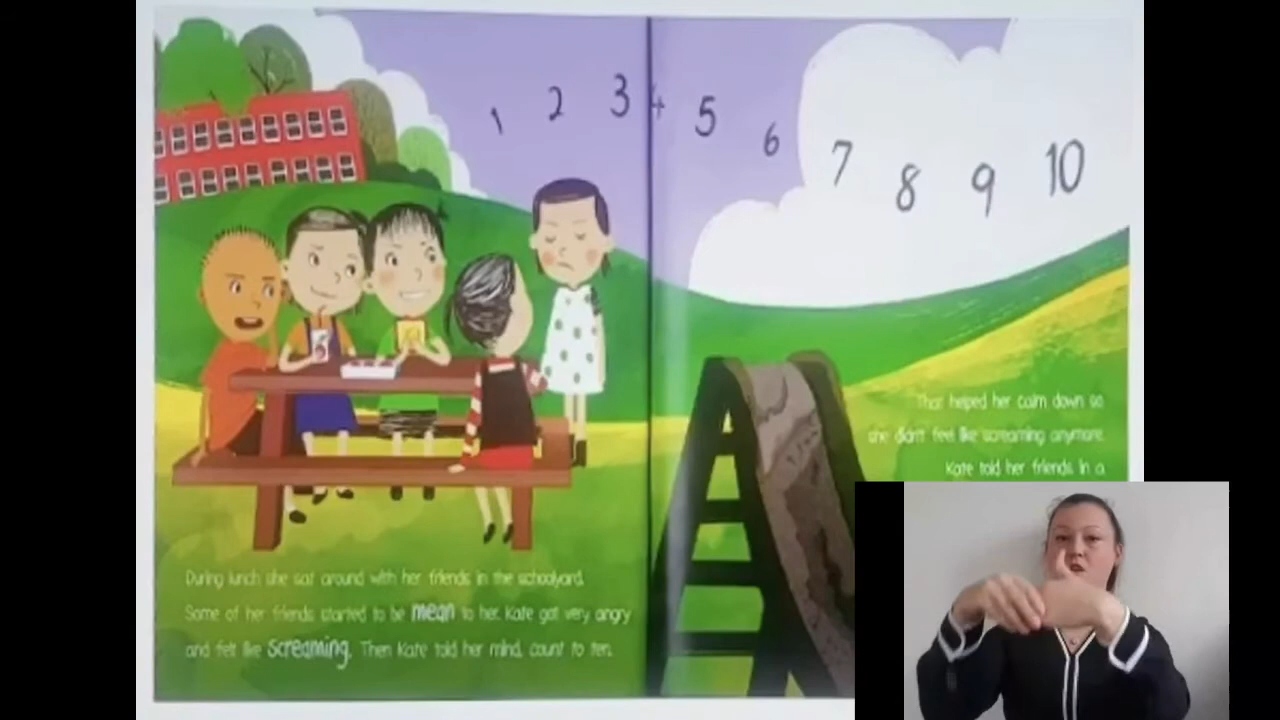 1 2 3 4 5 6 7 8 9 10
During lunch she sat around with her friends in the schoolyard.
Some of her friends started to be mean to her. Kate got very angry
and felt like screaming. Then Kate told her mind, count to ten.
That helped her calm down so
she didn't feel like screaming anymore.
Kate told her friends in a